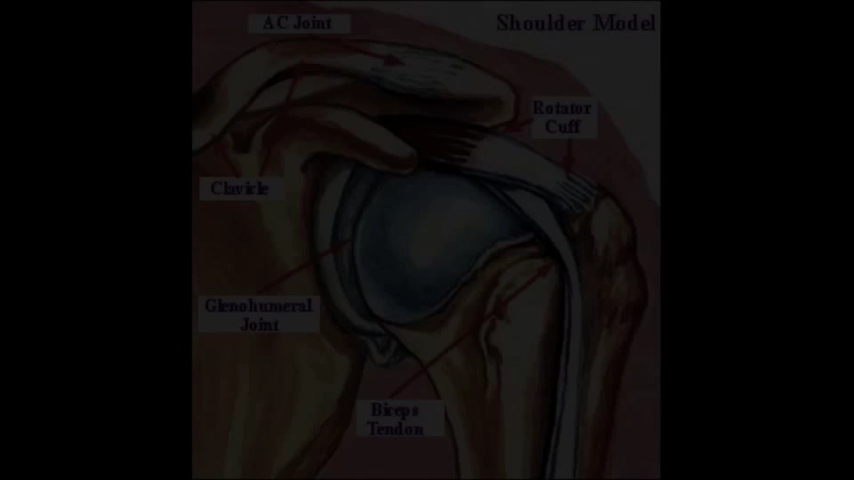 AC Joint
Shoulder Model
Rotator
Cuff
Clavicle
Glenohumeral
Joint
Biceps
Tendon